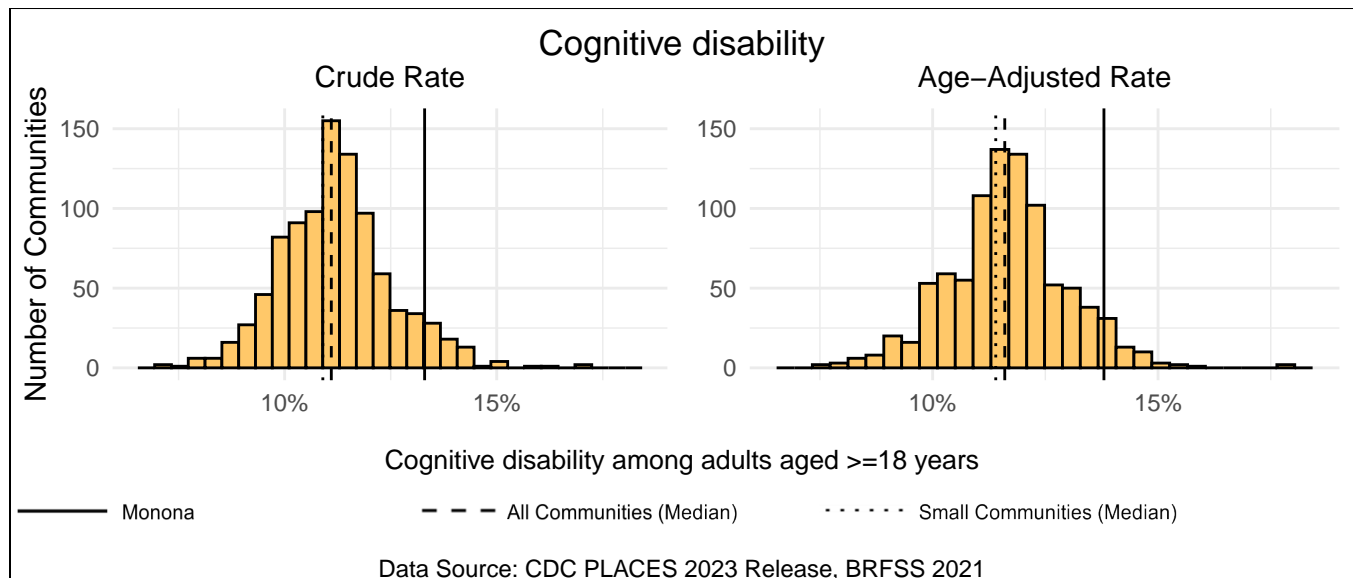 Cognitive disability
Crude Rate
Age−Adjusted Rate
Number of Communities
150
100
50
0
10%
15%
150
100
50
0
10%
15%
Cognitive disability among adults aged >=18 years
Monona
All Communities (Median)
Small Communities (Median)
Data Source: CDC PLACES 2023 Release, BRFSS 2021